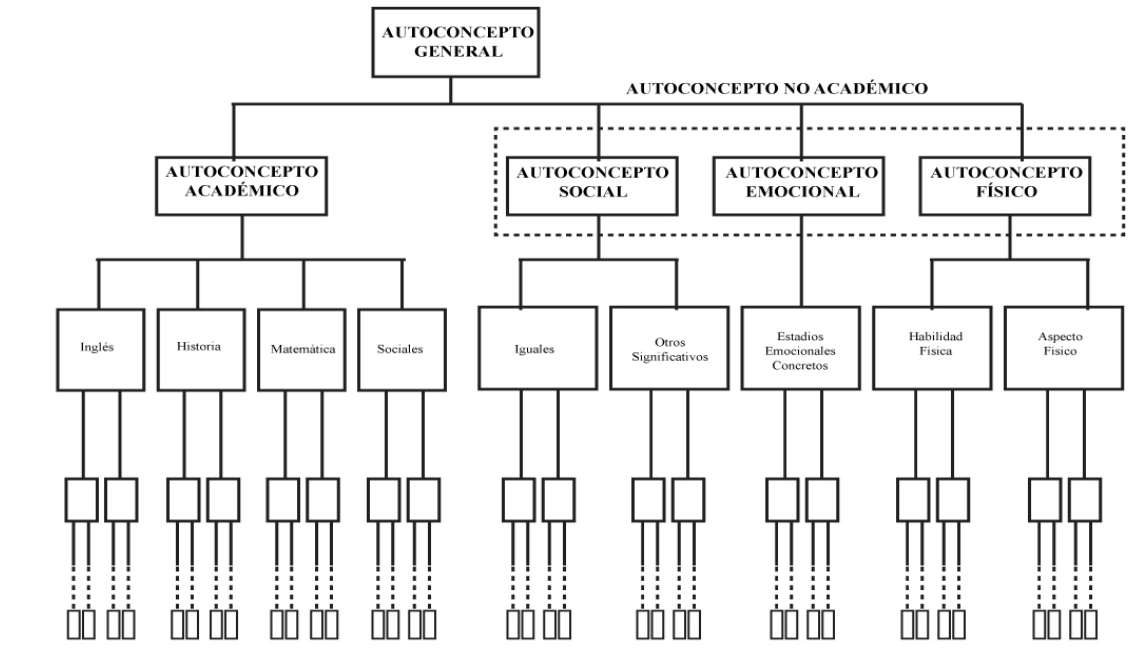 AUTOCONCEPTO
GENERAL
AUTOCONCEPTO NO ACADÉMICO
AUTOCONCEPTO
ACADÉMICO
AUTOCONCEPTO
SOCIAL
AUTOCONCEPTO
EMOCIONAL
AUTOCONCEPTO
FÍSICO
Inglés
Historia
Matemática
Sociales
Iguales
Otros
Significativos
Estadios
Emocionales
Concretos
Habilidad
Física
Aspecto
Físico